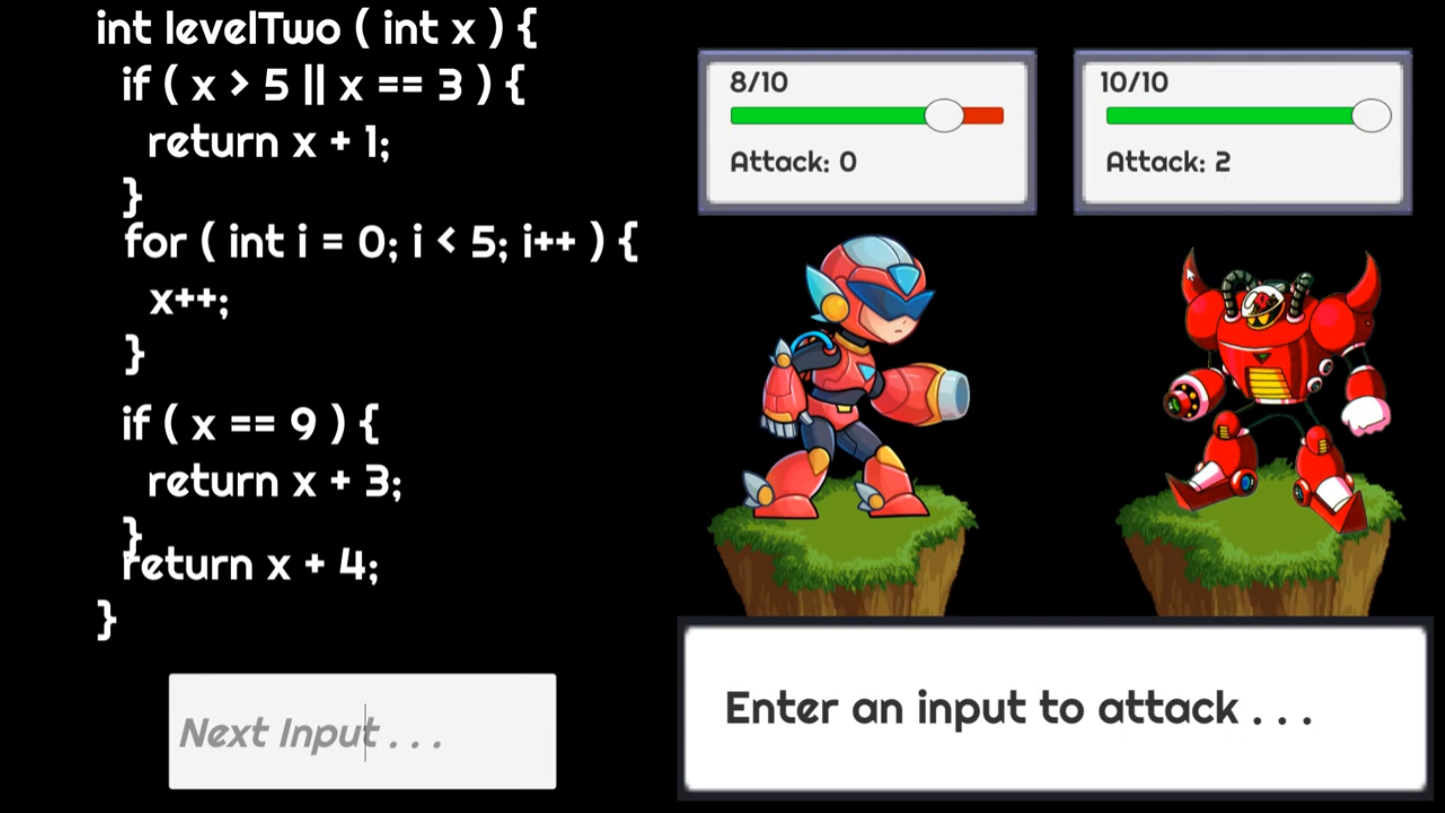 int levelTwo ( int x ) {
if ( x > 5 || x == 3 ) {
return x + 1;
}
for ( int i = 0; i < 5; i++ ) {
x++;
}
if ( x == 9 ) {
return x + 3;
}
return x + 4;
}
Next Input . . .
8/10
Attack: 0
10/10
Attack: 2
Enter an input to attack . . .